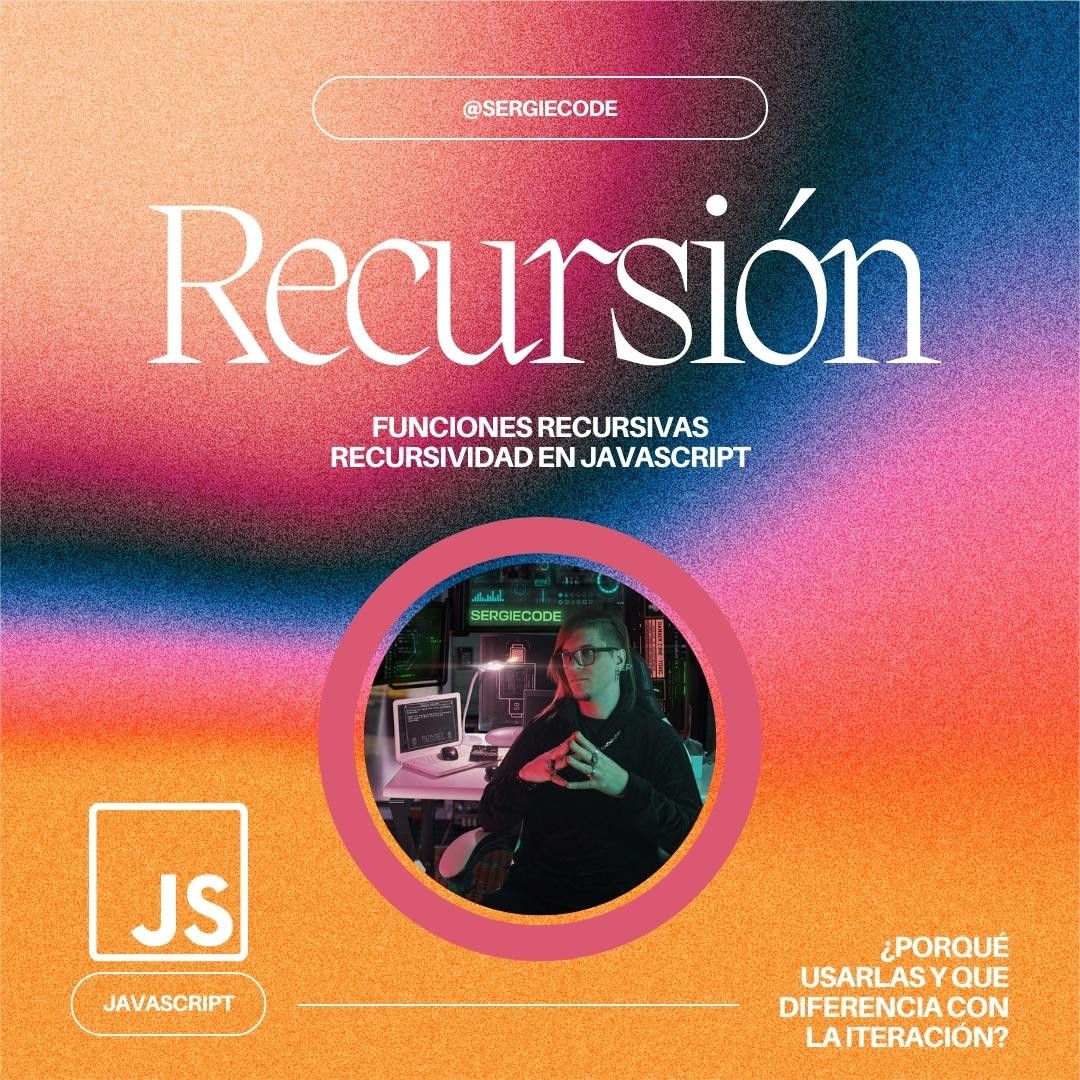 @SERGIECODE
Recursión
FUNCIONES RECURSIVAS
RECURSIVIDAD EN JAVASCRIPT
SERGIECODE
JS
JAVASCRIPT
¿PORQUÉ
USARLAS Y QUE
DIFERENCIA CON
LA ITERACIÓN?